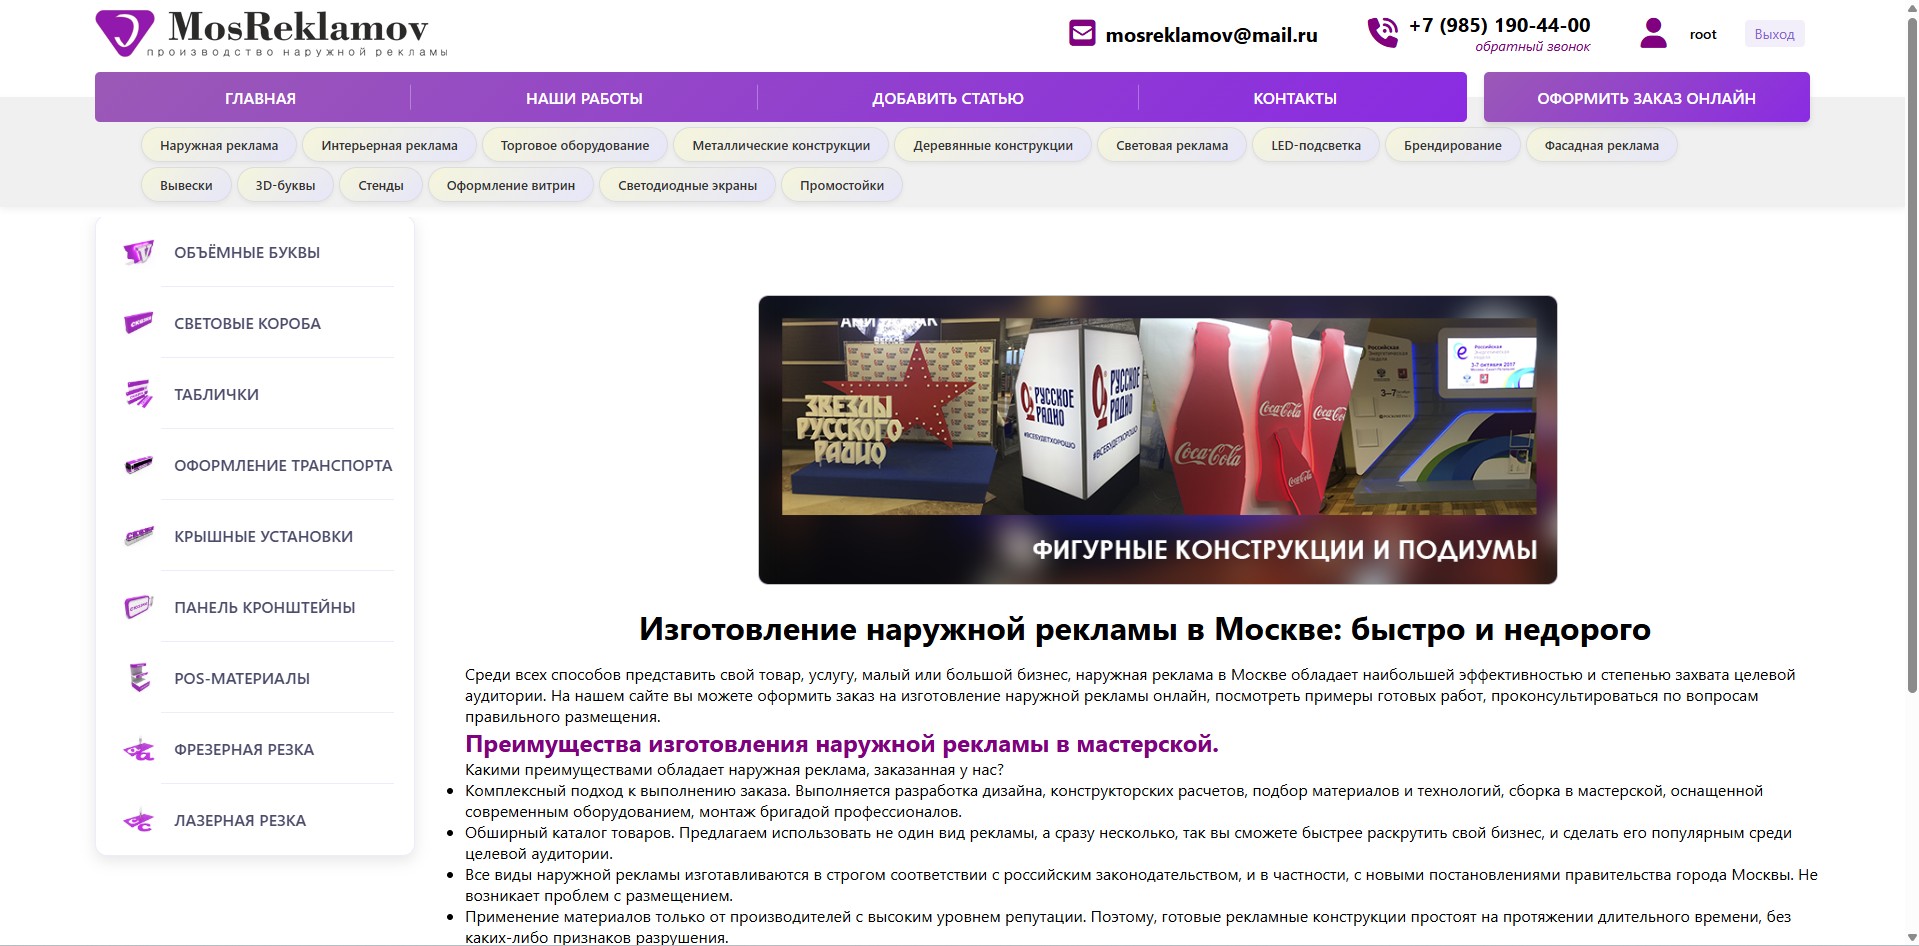 MosReklamov
производство наружной рекламы
mosreklamov@mail.ru
+7 (985) 190-44-00
обратный звонок
root
Выход
ГЛАВНАЯ
НАШИ РАБОТЫ
ДОБАВИТЬ СТАТЬЮ
КОНТАКТЫ
ОФОРМИТЬ ЗАКАЗ ОНЛАЙН
Наружная реклама
Интерьерная реклама
Торговое оборудование
Металлические конструкции
Деревянные конструкции
Световая реклама
LED-подсветка
Брендирование
Фасадная реклама
Вывески
3D-буквы
Стенды
Оформление витрин
Светодиодные экраны
Промостойки
ОБЪЁМНЫЕ БУКВЫ
СВЕТОВЫЕ КОРОБА
ТАБЛИЧКИ
ОФОРМЛЕНИЕ ТРАНСПОРТА
КРЫШНЫЕ УСТАНОВКИ
ПАНЕЛЬ КРОНШТЕЙНЫ
POS-МАТЕРИАЛЫ
ФРЕЗЕРНАЯ РЕЗКА
ЛАЗЕРНАЯ РЕЗКА
ЗВЕЗДЫ
РУССКОГО
РАДИО
РУССКОЕ
РАДИО
#ВСЕБУДЕТХОРОШО
РУССКОЕ
РАДИО
#ВСЕБУДЕТХОРОШО
Coca-Cola
Coca-Cola
Coca-Cola
Coca-Cola
Российская
Энергетическая
Неделя
3-7 октября 2017
3–7
ФИГУРНЫЕ КОНСТРУКЦИИ И ПОДИУМЫ
Изготовление наружной рекламы в Москве: быстро и недорого
Среди всех способов представить свой товар, услугу, малый или большой бизнес, наружная реклама в Москве обладает наибольшей эффективностью и степенью захвата целевой
аудитории. На нашем сайте вы можете оформить заказ на изготовление наружной рекламы онлайн, посмотреть примеры готовых работ, проконсультироваться по вопросам
правильного размещения.
Преимущества изготовления наружной рекламы в мастерской.
Какими преимуществами обладает наружная реклама, заказанная у нас?
Комплексный подход к выполнению заказа. Выполняется разработка дизайна, конструкторских расчетов, подбор материалов и технологий, сборка в мастерской, оснащенной
современным оборудованием, монтаж бригадой профессионалов.
Обширный каталог товаров. Предлагаем использовать не один вид рекламы, а сразу несколько, так вы сможете быстрее раскрутить свой бизнес, и сделать его популярным среди
целевой аудитории.
Все виды наружной рекламы изготавливаются в строгом соответствии с российским законодательством, и в частности, с новыми постановлениями правительства города Москвы. Не
возникает проблем с размещением.
Применение материалов только от производителей с высоким уровнем репутации. Поэтому, готовые рекламные конструкции простоят на протяжении длительного времени, без
каких-либо признаков разрушения.